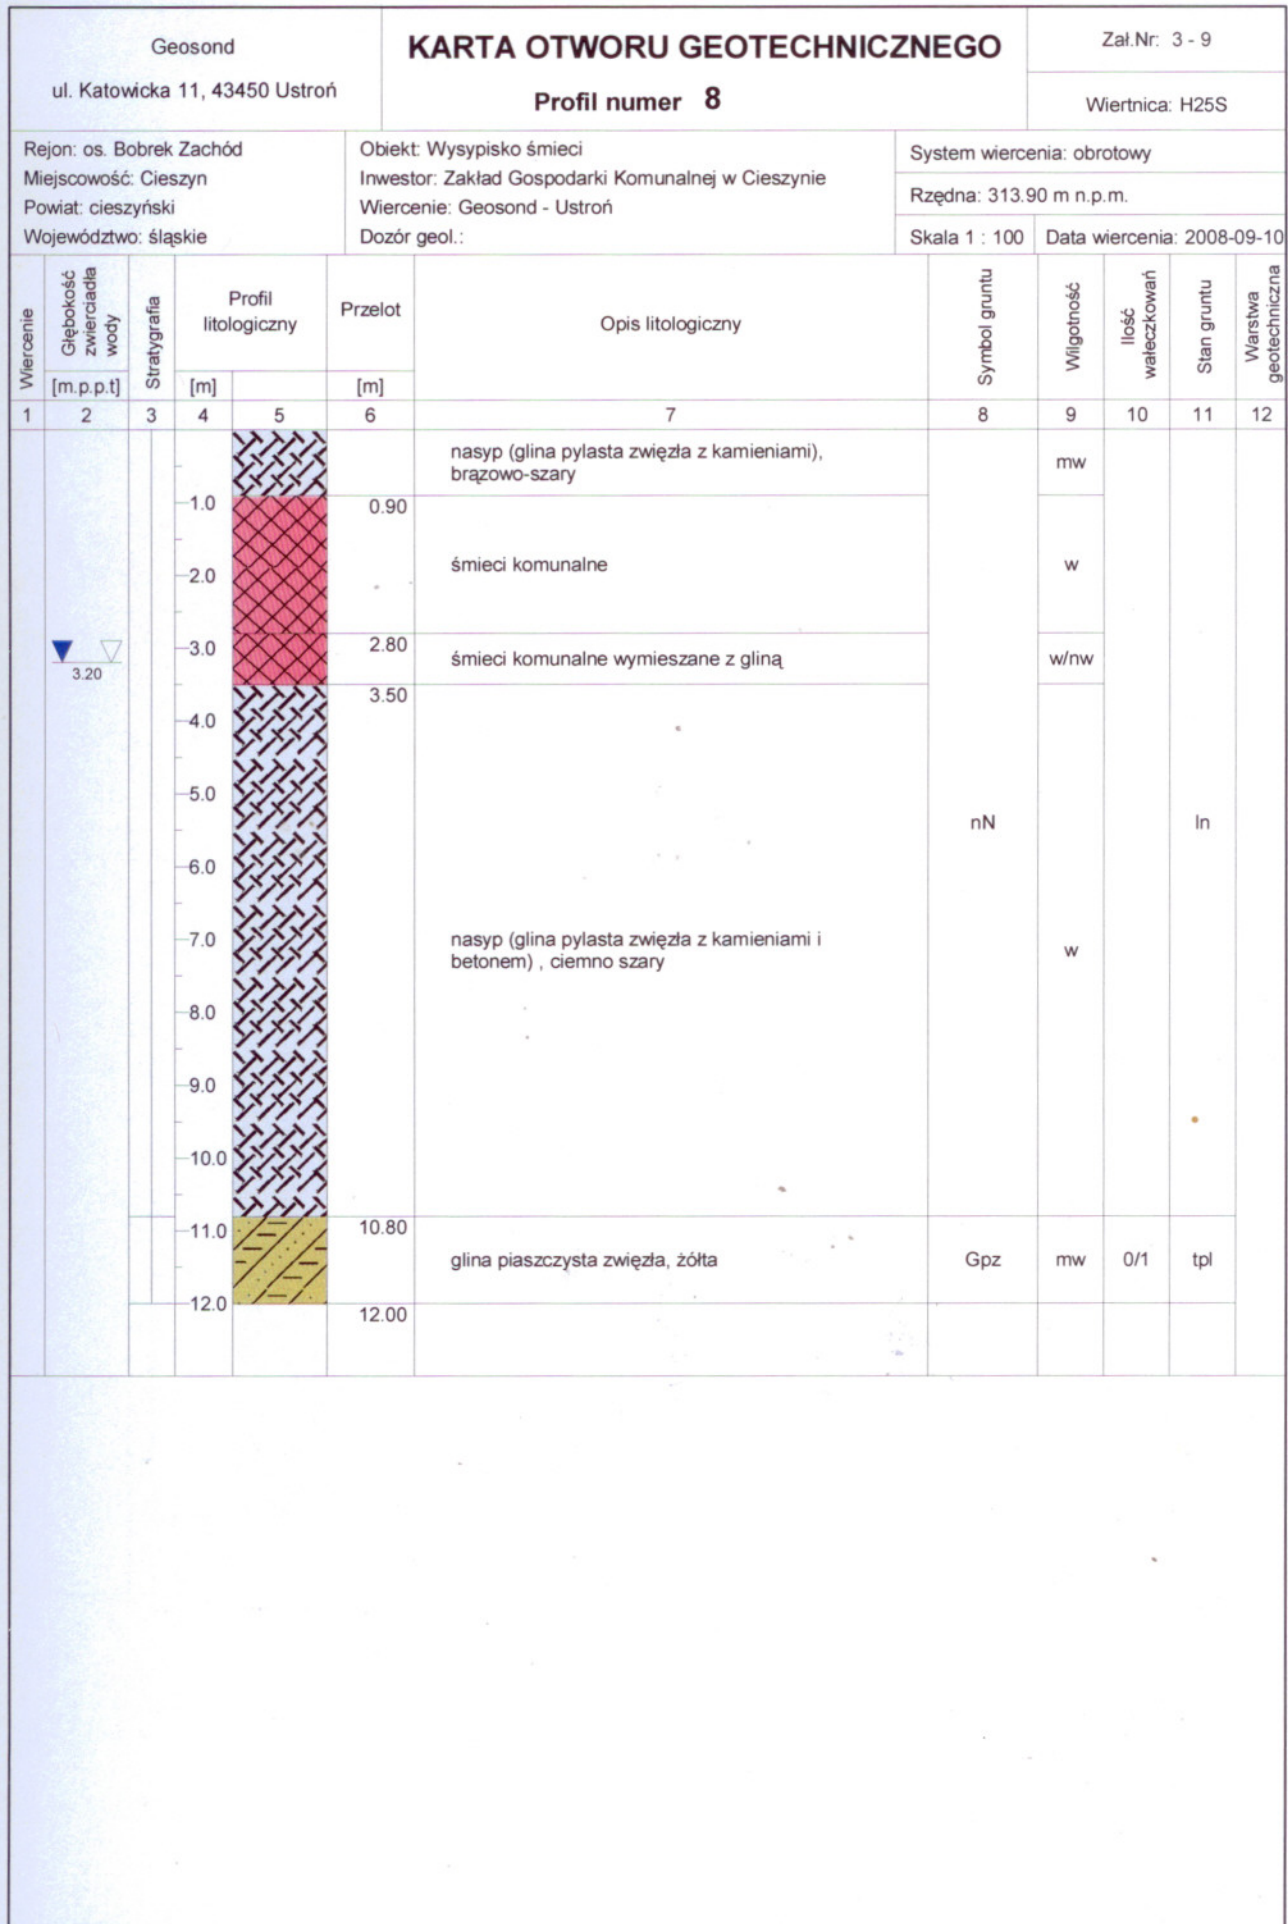 Geosond
ul. Katowicka 11, 43450 Ustroń
KARTA OTWORU GEOTECHNICZNEGO
Profil numer 8
Zał.Nr: 3 - 9
Wiertnica: H25S
Rejon: os. Bobrek Zachód
Miejscowość: Cieszyn
Powiat: cieszyński
Województwo: śląskie
Obiekt: Wysypisko śmieci
Inwestor: Zakład Gospodarki Komunalnej w Cieszynie
Wiercenie: Geosond - Ustroń
Dozór geol.:
System wiercenia: obrotowy
Rzędna: 313.90 m n.p.m.
Skala 1 : 100
Data wiercenia: 2008-09-10
Wiercenie
Głębokość
zwierciadła
wody
[m.p.p.t]
Stratygrafia
Profil
litologiczny
[m]
Przelot
[m]
Opis litologiczny
Symbol gruntu
Wilgotność
Ilość
wałeczkowań
Stan gruntu
Warstwa
geotechniczna
1 2 3 4 5 6 7 8 9 10 11 12
nasyp (glina pylasta zwięzła z kamieniami),
brązowo-szary
mw
1.0
0.90
śmieci komunalne
w
2.0
3.0
2.80
śmieci komunalne wymieszane z gliną
w/nw
3.20
3.50
4.0
5.0
nN
ln
6.0
7.0
nasyp (glina pylasta zwięzła z kamieniami i
betonem) , ciemno szary
w
8.0
9.0
10.0
11.0
10.80
glina piaszczysta zwięzła, żółta
Gpz
mw
0/1
tpl
12.0
12.00